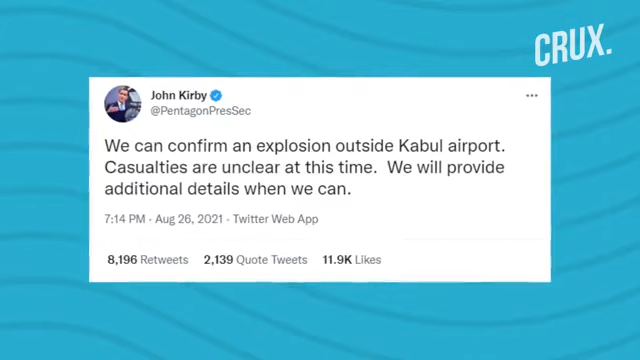 CRUX.
John Kirby
@PentagonPresSec
We can confirm an explosion outside Kabul airport.
Casualties are unclear at this time. We will provide
additional details when we can.
7:14 PM · Aug 26, 2021 · Twitter Web App
8,196 Retweets 2,139 Quote Tweets 11.9K Likes